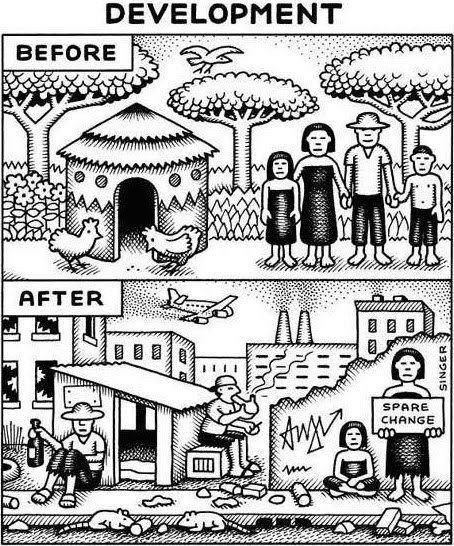 DEVELOPMENT
BEFORE
AFTER
SPARE
CHANGE
SINGER